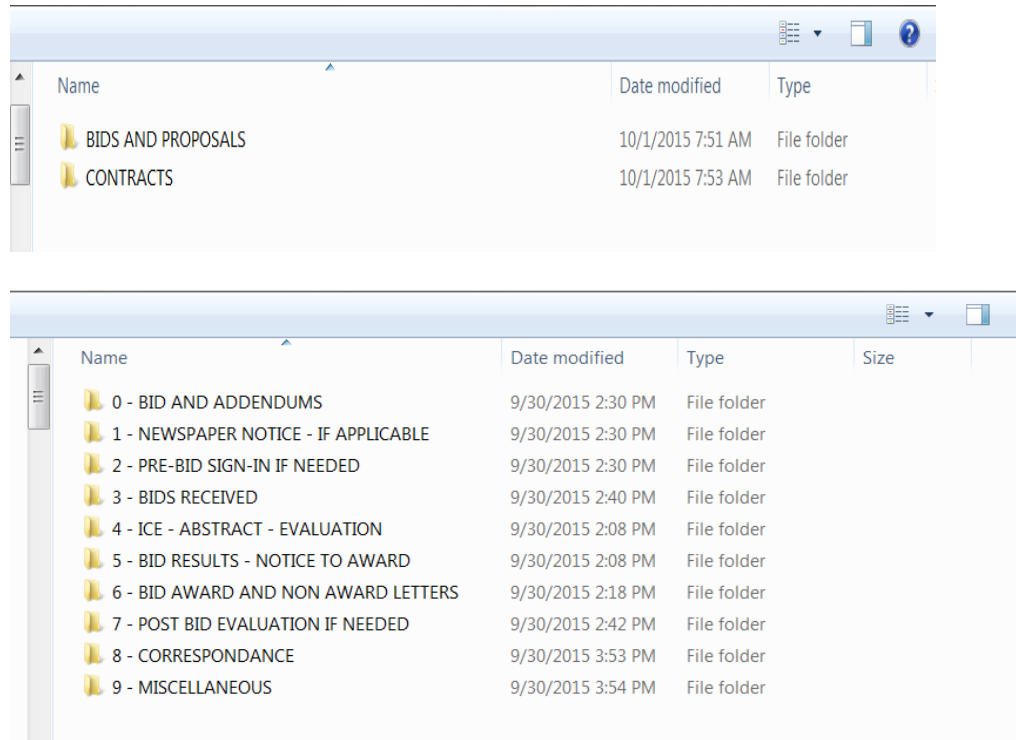 Name Date modified Type
BIDS AND PROPOSALS 10/1/2015 7:51 AM File folder
CONTRACTS 10/1/2015 7:53 AM File folder
Name Date modified Type Size
0 - BID AND ADDENDUMS 9/30/2015 2:30 PM File folder
1 - NEWSPAPER NOTICE - IF APPLICABLE 9/30/2015 2:30 PM File folder
2 - PRE-BID SIGN-IN IF NEEDED 9/30/2015 2:30 PM File folder
3 - BIDS RECEIVED 9/30/2015 2:40 PM File folder
4 - ICE - ABSTRACT - EVALUATION 9/30/2015 2:08 PM File folder
5 - BID RESULTS - NOTICE TO AWARD 9/30/2015 2:08 PM File folder
6 - BID AWARD AND NON AWARD LETTERS 9/30/2015 2:18 PM File folder
7 - POST BID EVALUATION IF NEEDED 9/30/2015 2:42 PM File folder
8 - CORRESPONDANCE 9/30/2015 3:53 PM File folder
9 - MISCELLANEOUS 9/30/2015 3:54 PM File folder